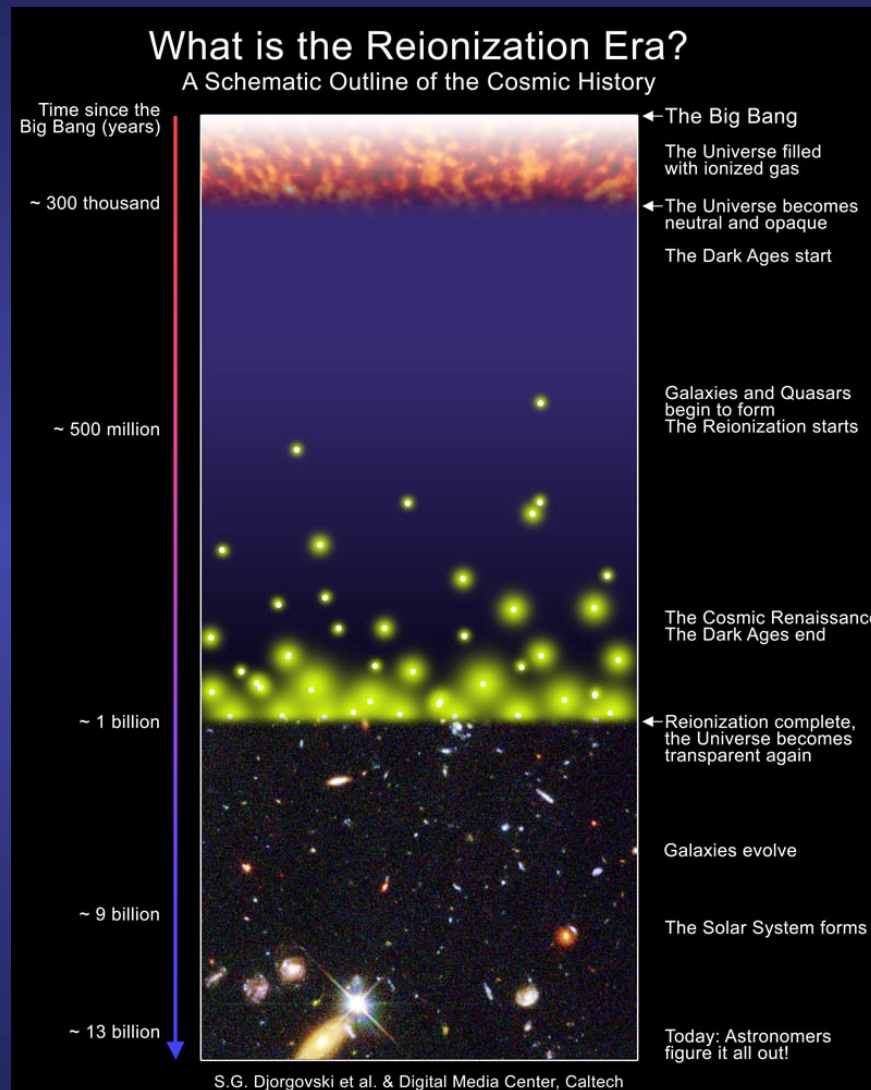 What is the Reionization Era?
A Schematic Outline of the Cosmic History
Time since the
Big Bang (years)
The Big Bang
The Universe filled
with ionized gas
~ 300 thousand
The Universe becomes
neutral and opaque
The Dark Ages start
Galaxies and Quasars
begin to form
~ 500 million
The Reionization starts
The Cosmic Renaissance
The Dark Ages end
~ 1 billion
Reionization complete,
the Universe becomes
transparent again
Galaxies evolve
~ 9 billion
The Solar System forms
~ 13 billion
Today: Astronomers
figure it all out!
S.G. Djorgovski et al. & Digital Media Center, Caltech